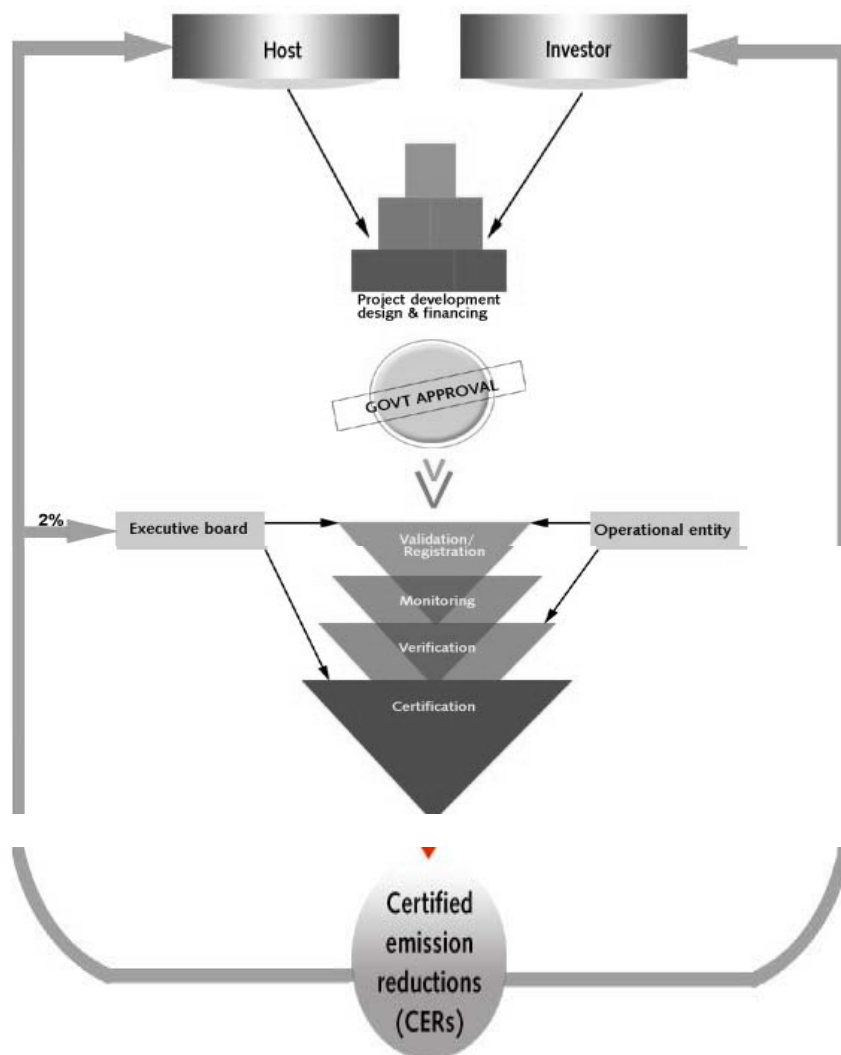 Host
Investor
Project development
design & financing
GOVT APPROVAL
2%
Executive board
Operational entity
Validation/
Registration
Monitoring
Verification
Certification
Certified
emission
reductions
(CERs)